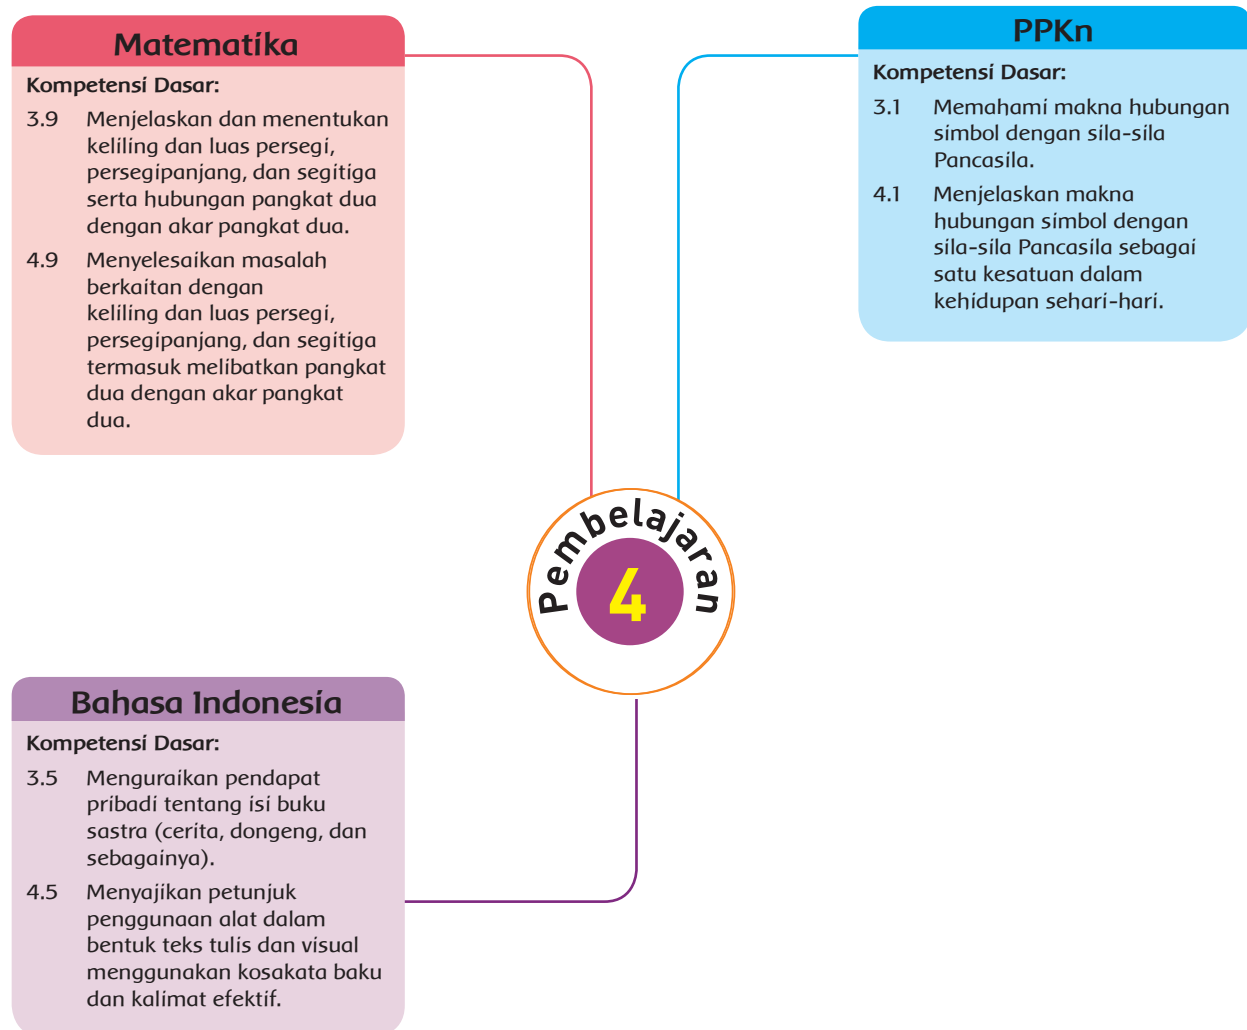 Matematika
Kompetensi Dasar:
3.9 Menjelaskan dan menentukan
keliling dan luas persegi,
persegipanjang, dan segitiga
serta hubungan pangkat dua
dengan akar pangkat dua.
4.9 Menyelesaikan masalah
berkaitan dengan
keliling dan luas persegi,
persegipanjang, dan segitiga
termasuk melibatkan pangkat
dua dengan akar pangkat
dua.
PPKn
Kompetensi Dasar:
3.1 Memahami makna hubungan
simbol dengan sila-sila
Pancasila.
4.1 Menjelaskan makna
hubungan simbol dengan
sila-sila Pancasila sebagai
satu kesatuan dalam
kehidupan sehari-hari.
Pembelajaran
4
Bahasa Indonesia
Kompetensi Dasar:
3.5 Menguraikan pendapat
pribadi tentang isi buku
sastra (cerita, dongeng, dan
sebagainya).
4.5 Menyajikan petunjuk
penggunaan alat dalam
bentuk teks tulis dan visual
menggunakan kosakata baku
dan kalimat efektif.